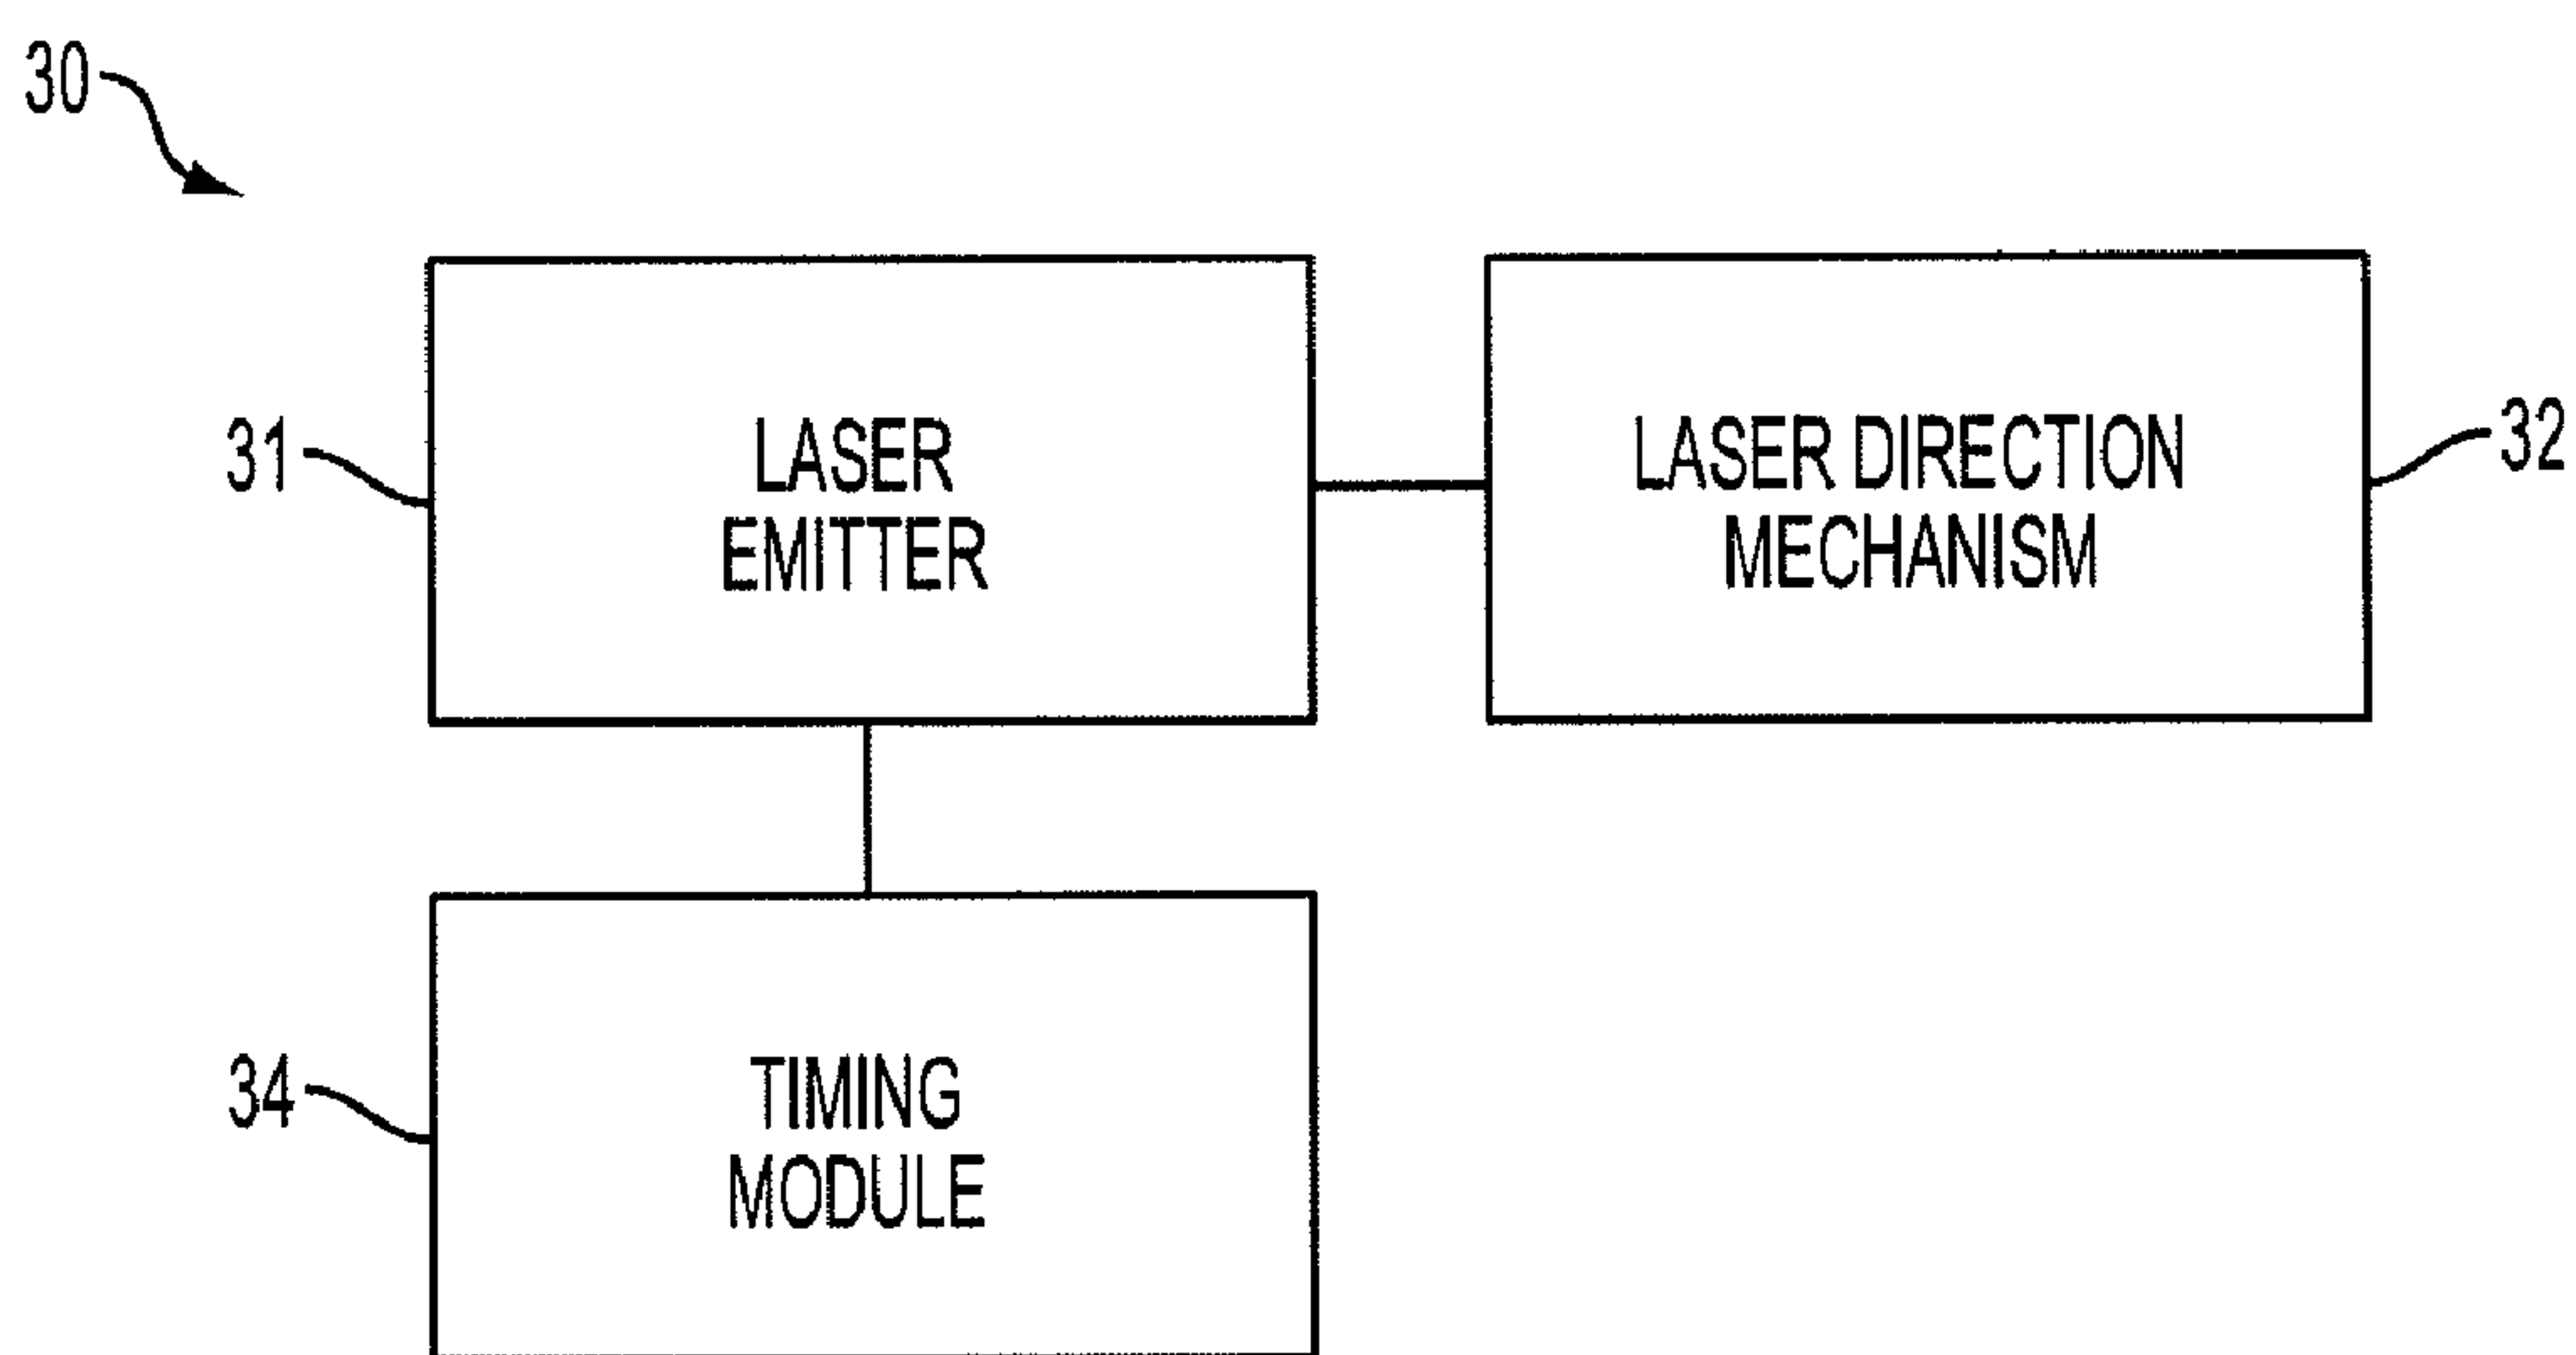 30
31
LASER
EMITTER
LASER DIRECTION
MECHANISM
32
34
TIMING
MODULE